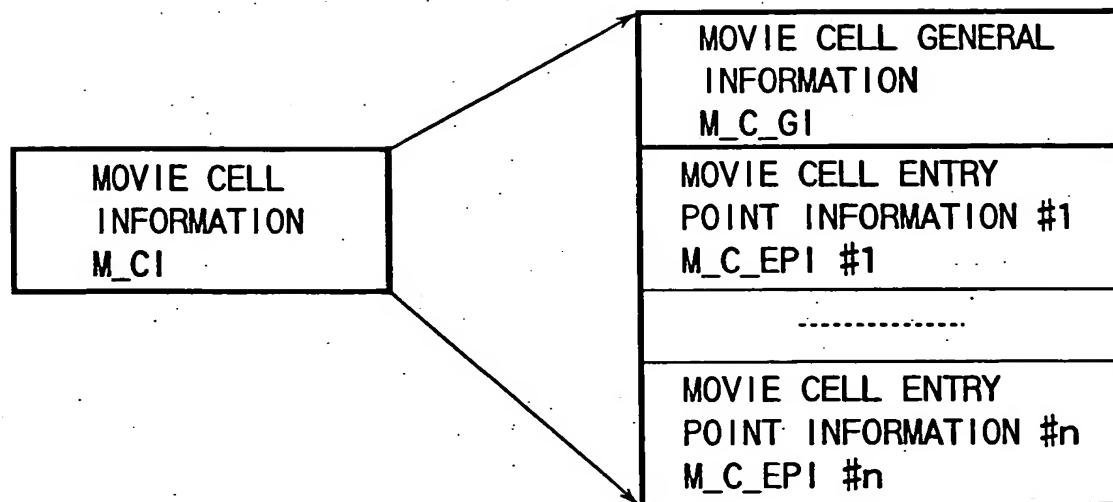 MOVIE CELL
INFORMATION
M_CI
MOVIE CELL GENERAL
INFORMATION
M_C_GI
MOVIE CELL ENTRY
POINT INFORMATION #1
M_C_EPI #1
---------------
MOVIE CELL ENTRY
POINT INFORMATION #n
M_C_EPI #n